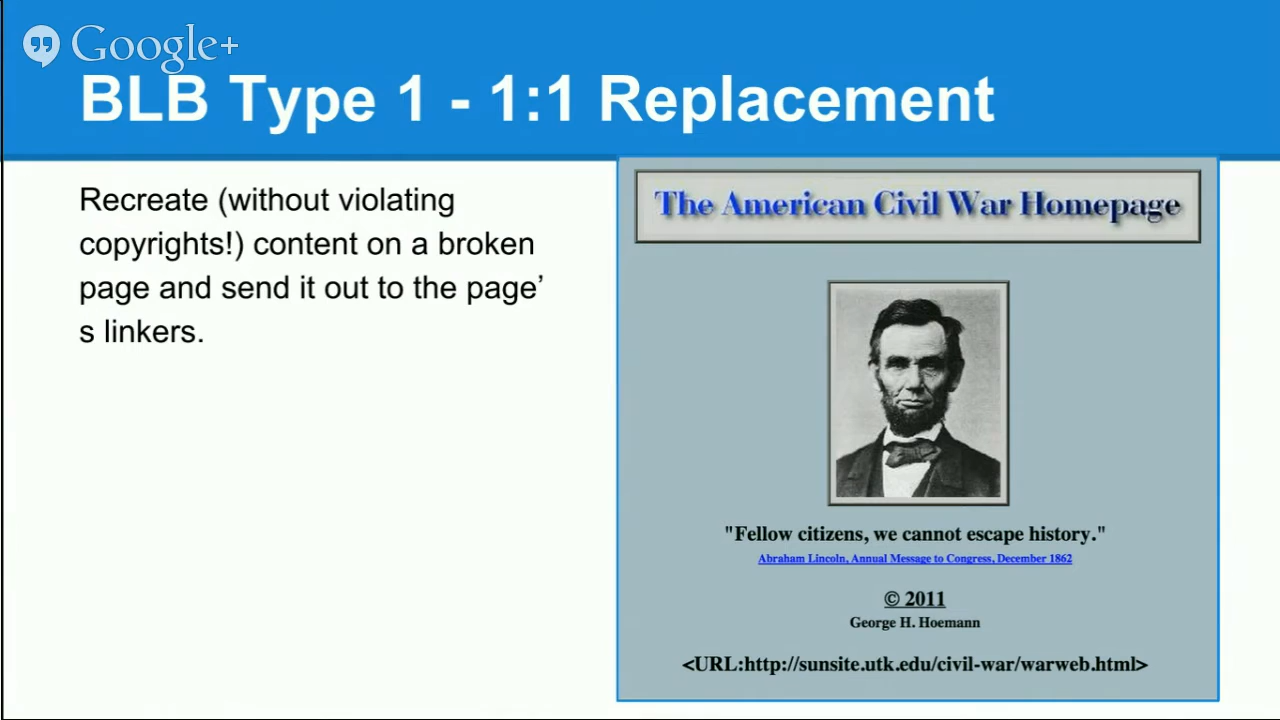 Google+
BLB Type 1 - 1:1 Replacement
Recreate (without violating
copyrights!) content on a broken
page and send it out to the page’
s linkers.
The American Civil War Homepage
"Fellow citizens, we cannot escape history."
Abraham Lincoln, Annual Message to Congress, December 1862
© 2011
George H. Hoemann
<URL:http://sunsite.utk.edu/civil-war/warweb.html>